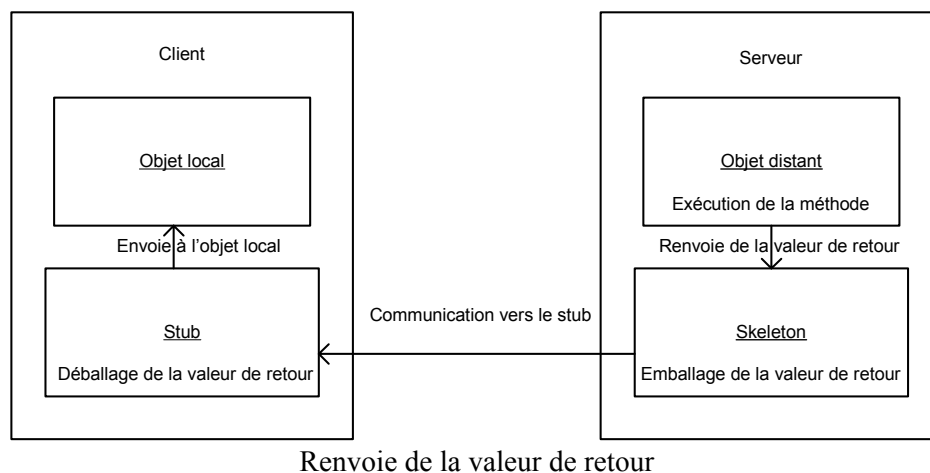 Client
Serveur
Objet local
Objet distant
Exécution de la méthode
Envoie à l'objet local
Renvoie de la valeur de retour
Communication vers le stub
Stub
Skeleton
Déballage de la valeur de retour
Emballage de la valeur de retour
Renvoie de la valeur de retour